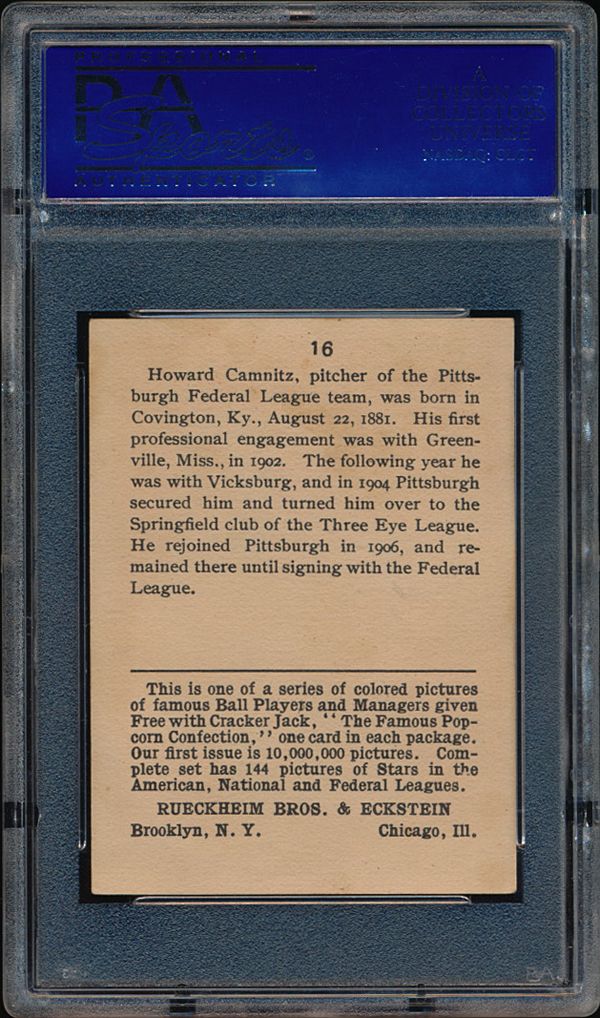 PROFESSIONAL
PSA
Sports®
AUTHENTICATOR
A
DIVISION OF
COLLECTORS
UNIVERSE
NASDAQ: CLCT
16
Howard Camnitz, pitcher of the Pitts-
burgh Federal League team, was born in
Covington, Ky., August 22, 1881. His first
professional engagement was with Green-
ville, Miss., in 1902. The following year he
was with Vicksburg, and in 1904 Pittsburgh
secured him and turned him over to the
Springfield club of the Three Eye League.
He rejoined Pittsburgh in 1906, and re-
mained there until signing with the Federal
League.
This is one of a series of colored pictures
of famous Ball Players and Managers given
Free with Cracker Jack, “The Famous Pop-
corn Confection,” one card in each package.
Our first issue is 10,000,000 pictures. Com-
plete set has 144 pictures of Stars in the
American, National and Federal Leagues.
RUECKHEIM BROS. & ECKSTEIN
Brooklyn, N. Y. Chicago, Ill.